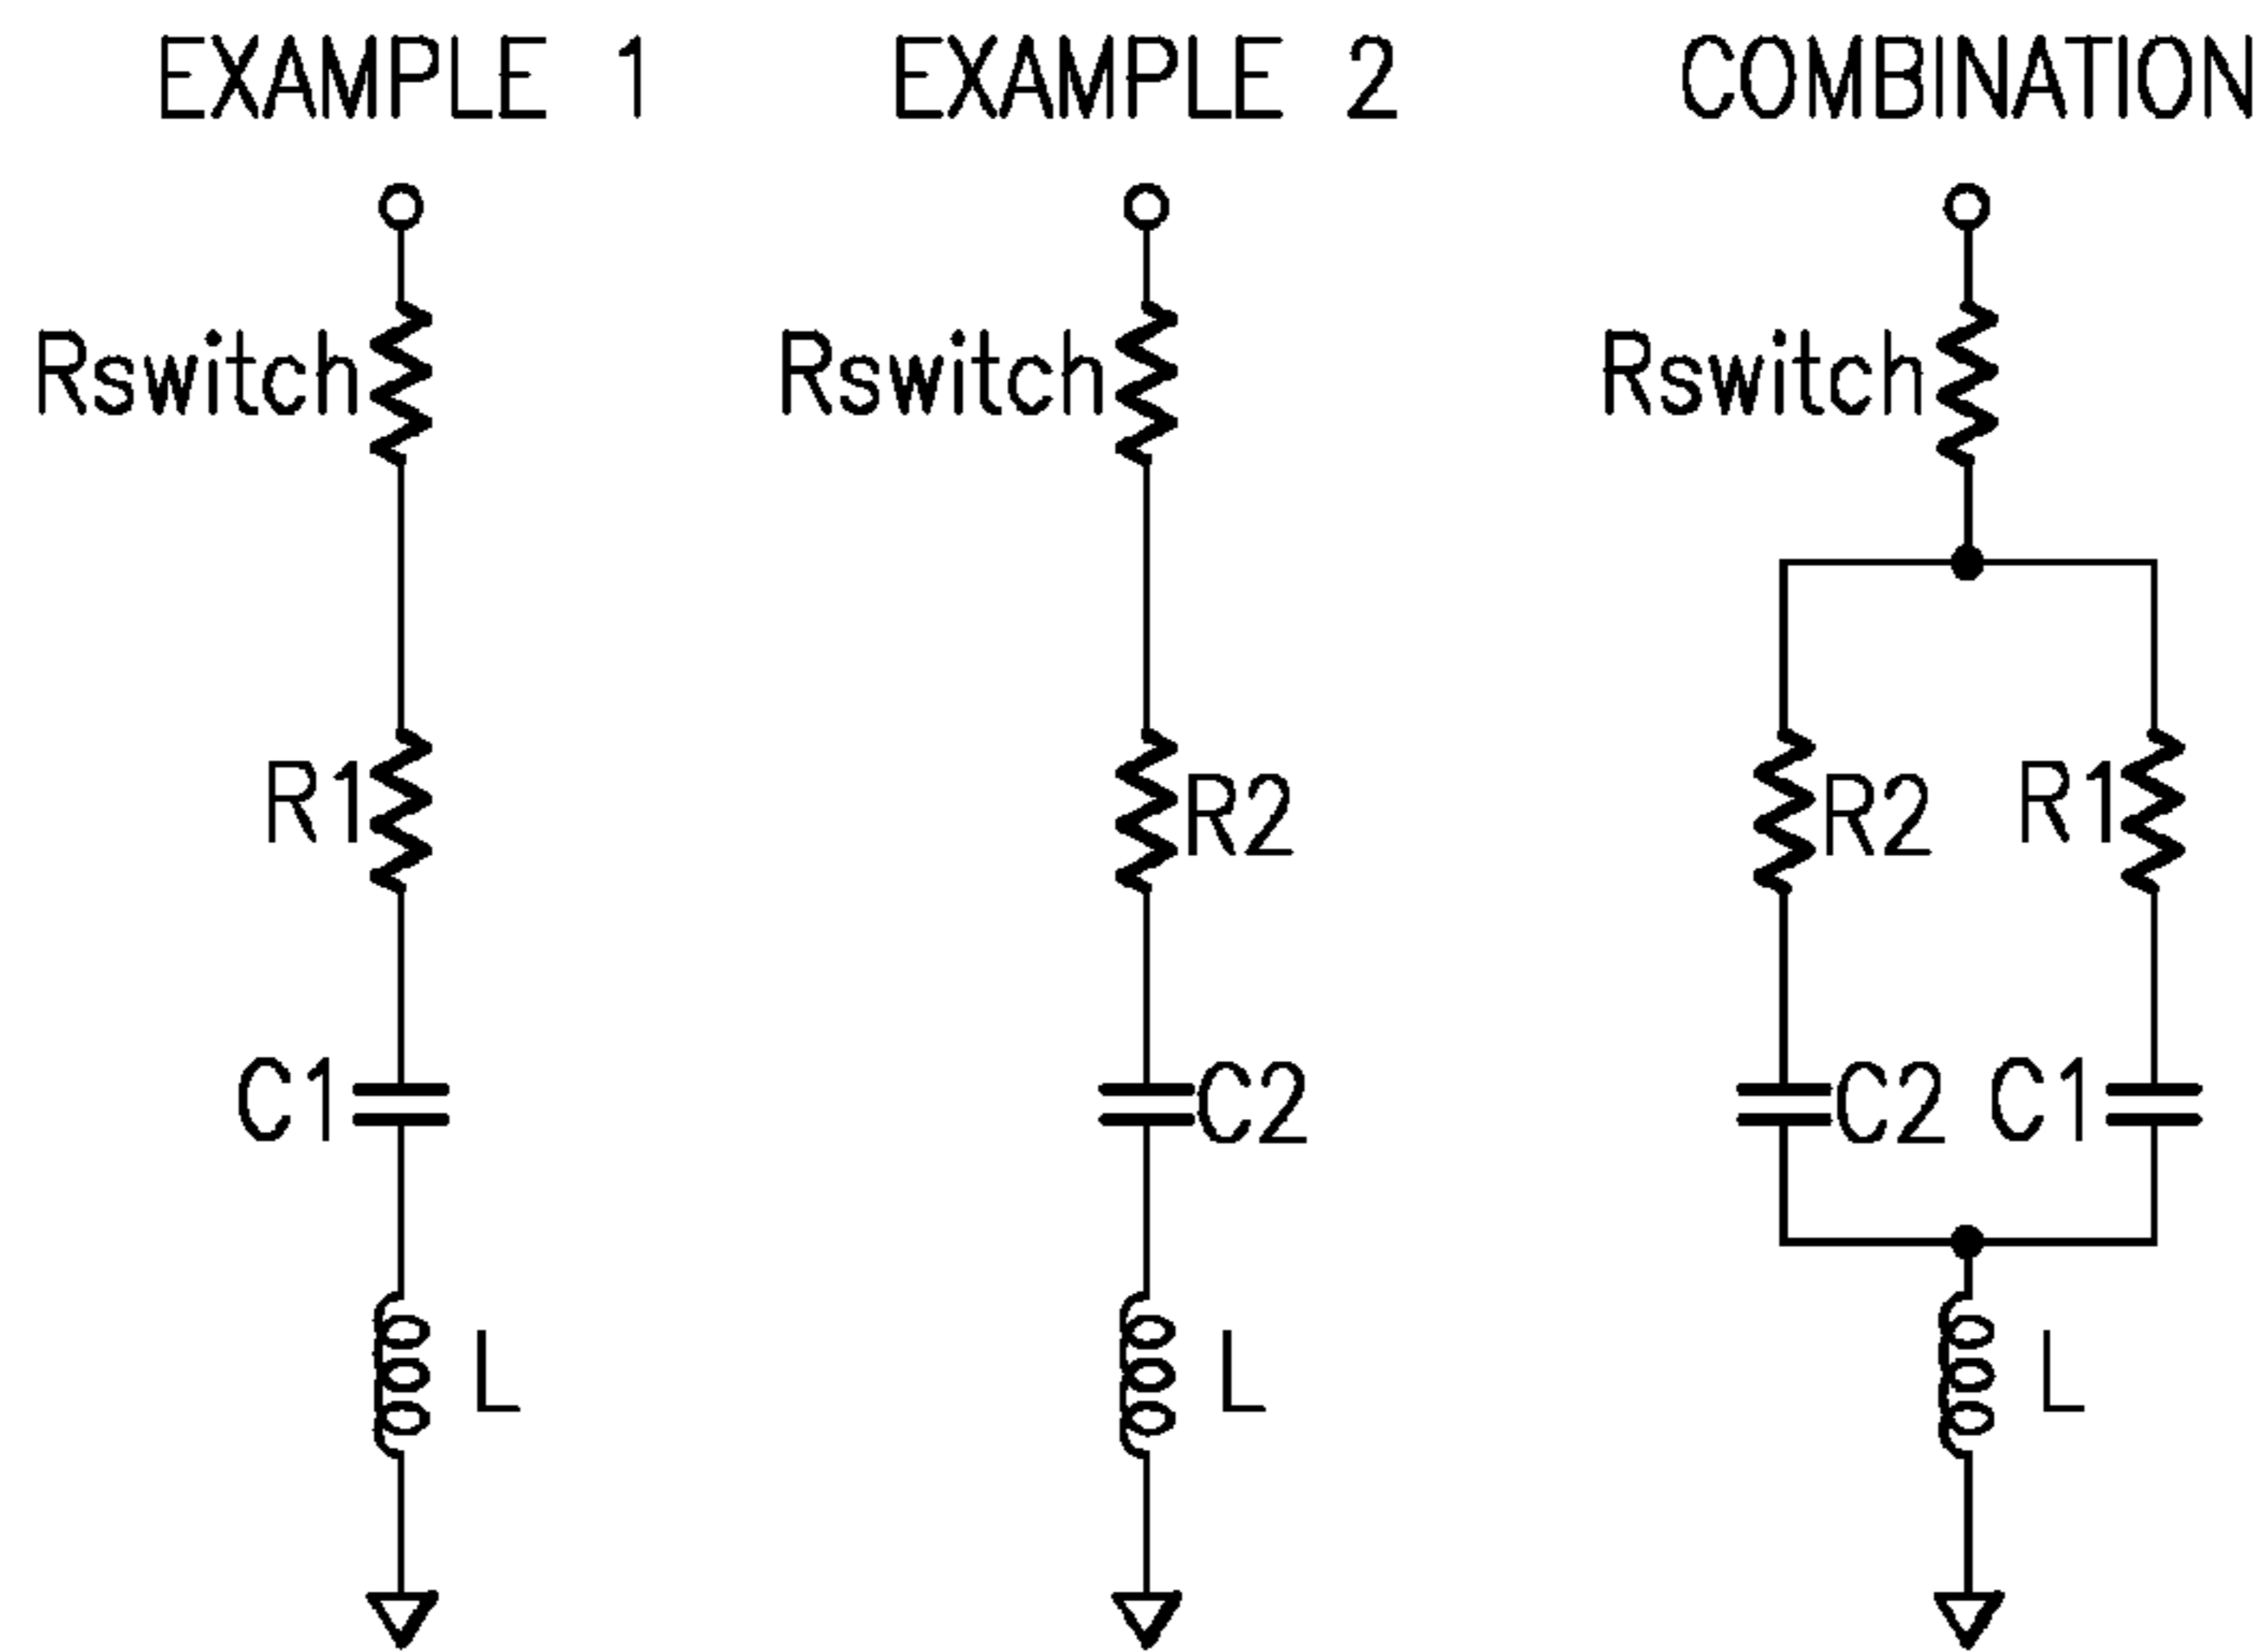 EXAMPLE 1 EXAMPLE 2 COMBINATION
Rswitch Rswitch Rswitch
R1 R2 R2 R1
C1 C2 C2 C1
L L L